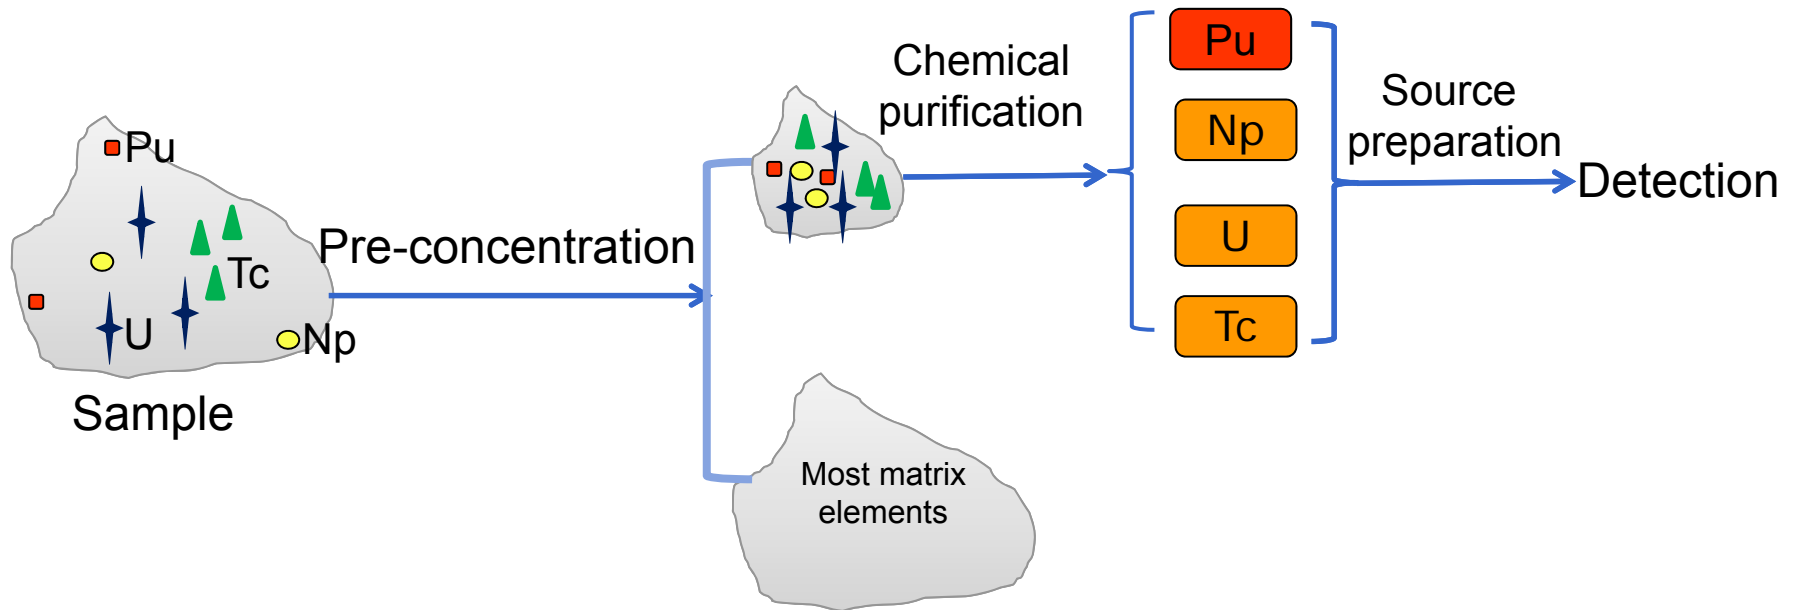 Pu
Tc
U
Np
Sample
Pre-concentration
Chemical
purification
Most matrix
elements
Pu
Np
U
Tc
Source
preparation
Detection